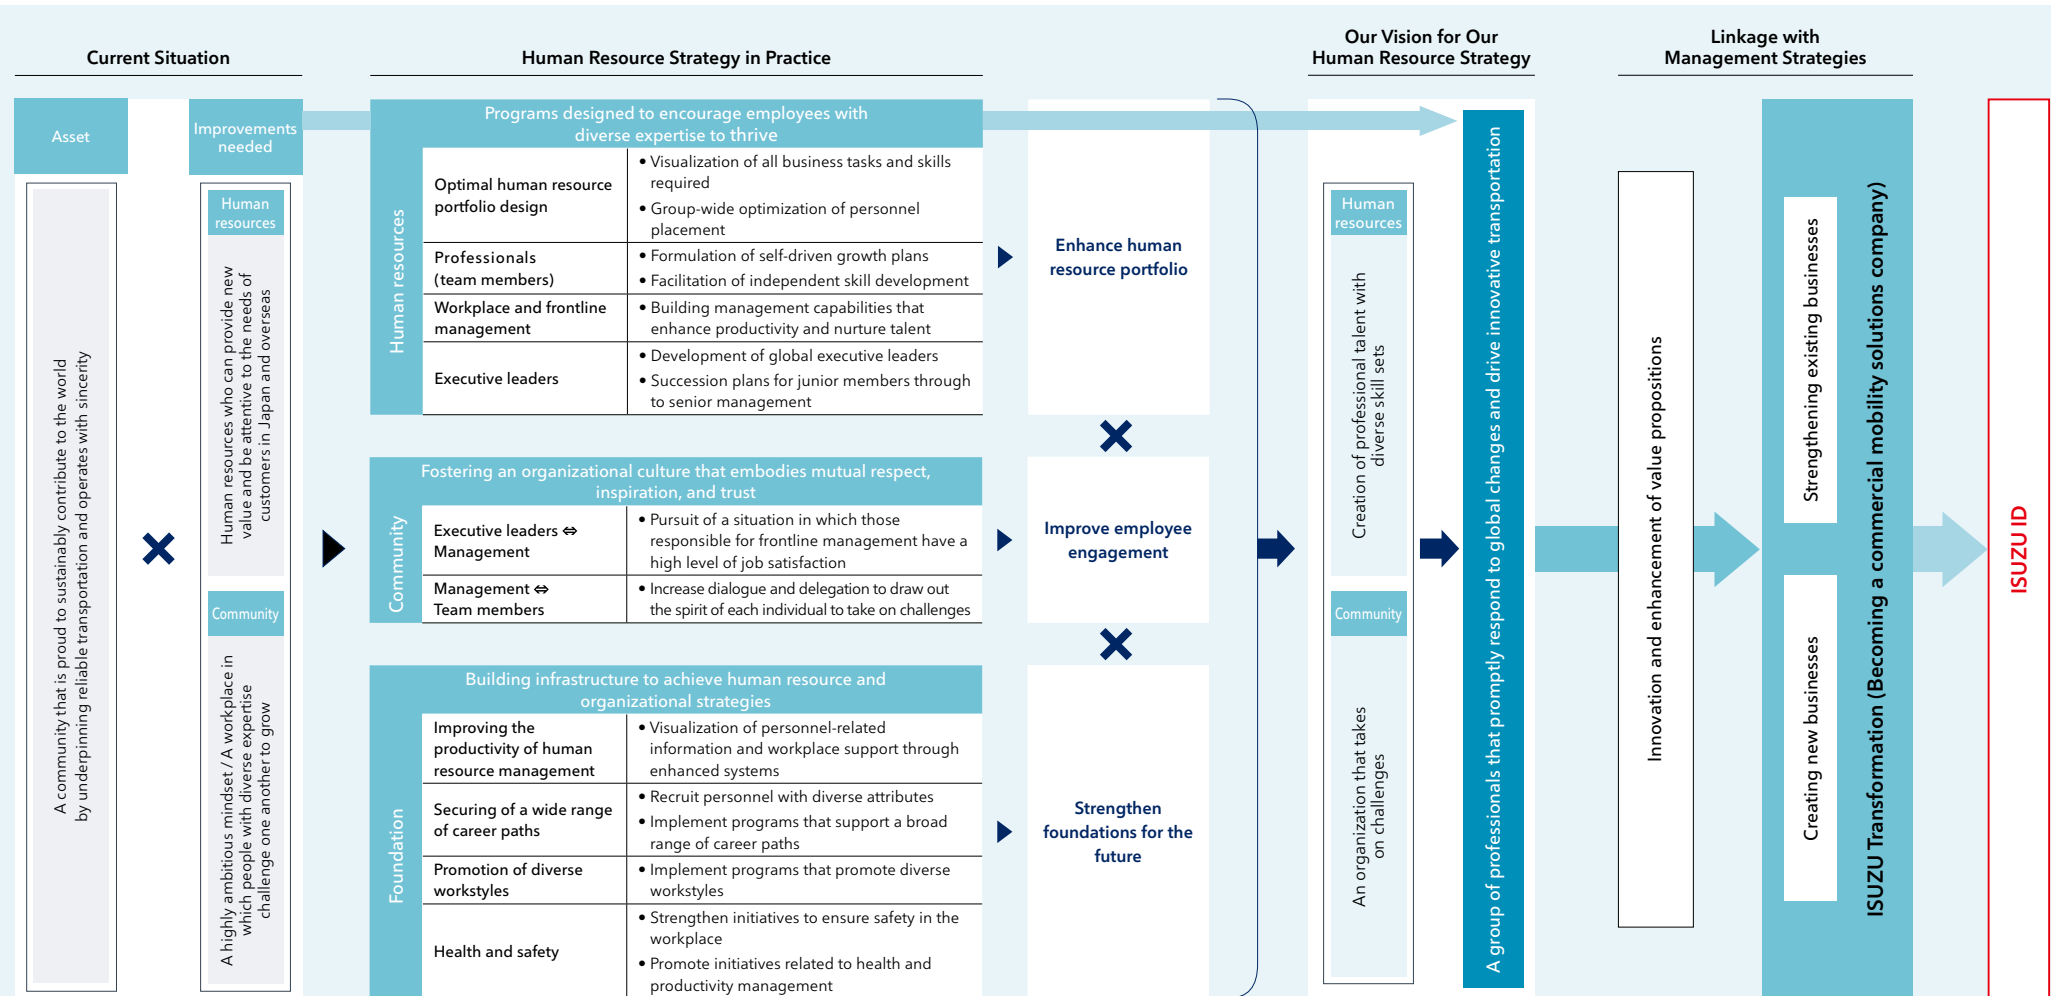 Current Situation
Human Resource Strategy in Practice
Our Vision for Our
Human Resource Strategy
Linkage with
Management Strategies
Asset
A community that is proud to sustainably contribute to the world
by underpinning reliable transportation and operates with sincerity
Improvements
needed
Human
resources
Human resources who can provide new
value and be attentive to the needs of
customers in Japan and overseas
Community
A highly ambitious mindset / A workplace in
which people with diverse expertise
challenge one another to grow
Programs designed to encourage employees with
diverse expertise to thrive
Human resources
Optimal human resource
portfolio design
• Visualization of all business tasks and skills
required
• Group-wide optimization of personnel
placement
Professionals
(team members)
• Formulation of self-driven growth plans
• Facilitation of independent skill development
Workplace and frontline
management
• Building management capabilities that
enhance productivity and nurture talent
Executive leaders
• Development of global executive leaders
• Succession plans for junior members through
to senior management
Enhance human
resource portfolio
Fostering an organizational culture that embodies mutual respect,
inspiration, and trust
Community
Executive leaders ⇔
Management
• Pursuit of a situation in which those
responsible for frontline management have a
high level of job satisfaction
Management ⇔
Team members
• Increase dialogue and delegation to draw out
the spirit of each individual to take on challenges
Improve employee
engagement
Building infrastructure to achieve human resource and
organizational strategies
Foundation
Improving the
productivity of human
resource management
• Visualization of personnel-related
information and workplace support through
enhanced systems
Securing of a wide range
of career paths
• Recruit personnel with diverse attributes
• Implement programs that support a broad
range of career paths
Promotion of diverse
workstyles
• Implement programs that promote diverse
workstyles
Health and safety
• Strengthen initiatives to ensure safety in the
workplace
• Promote initiatives related to health and
productivity management
Strengthen
foundations for the
future
Human
resources
Creation of professional talent with
diverse skill sets
Community
An organization that takes
on challenges
A group of professionals that promptly respond to global changes and drive innovative transportation
Innovation and enhancement of value propositions
Strengthening existing businesses
Creating new businesses
ISUZU Transformation (Becoming a commercial mobility solutions company)
ISUZU ID